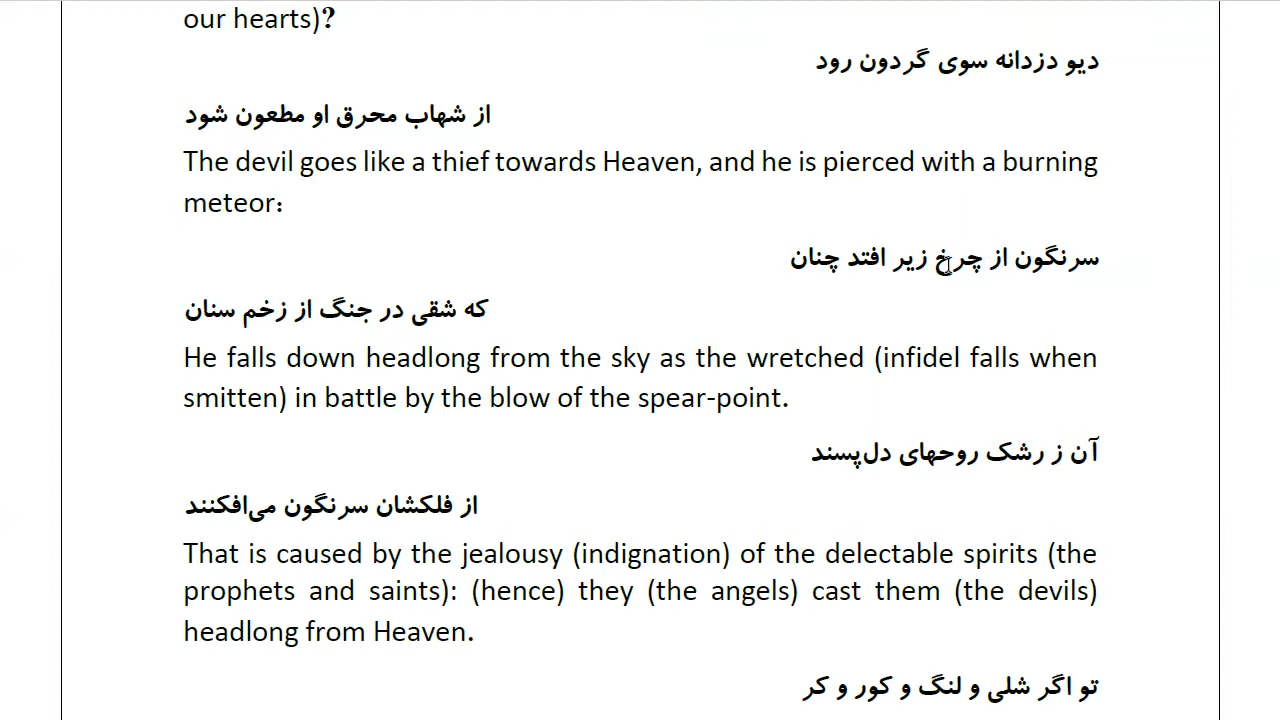 our hearts)?
دیو دزدانه سوی گردون رود
از شهاب محرق او مطعون شود
The devil goes like a thief towards Heaven, and he is pierced with a burning
meteor:
سرنگون از چرخ زیر افتد چنان
که شقی در جنگ از زخم سنان
He falls down headlong from the sky as the wretched (infidel falls when
smitten) in battle by the blow of the spear-point.
آن ز رشک روحهای دل‌پسند
از فلکشان سرنگون می‌افکنند
That is caused by the jealousy (indignation) of the delectable spirits (the
prophets and saints): (hence) they (the angels) cast them (the devils)
headlong from Heaven.
تو اگر شلی و لنگ و کور و کر